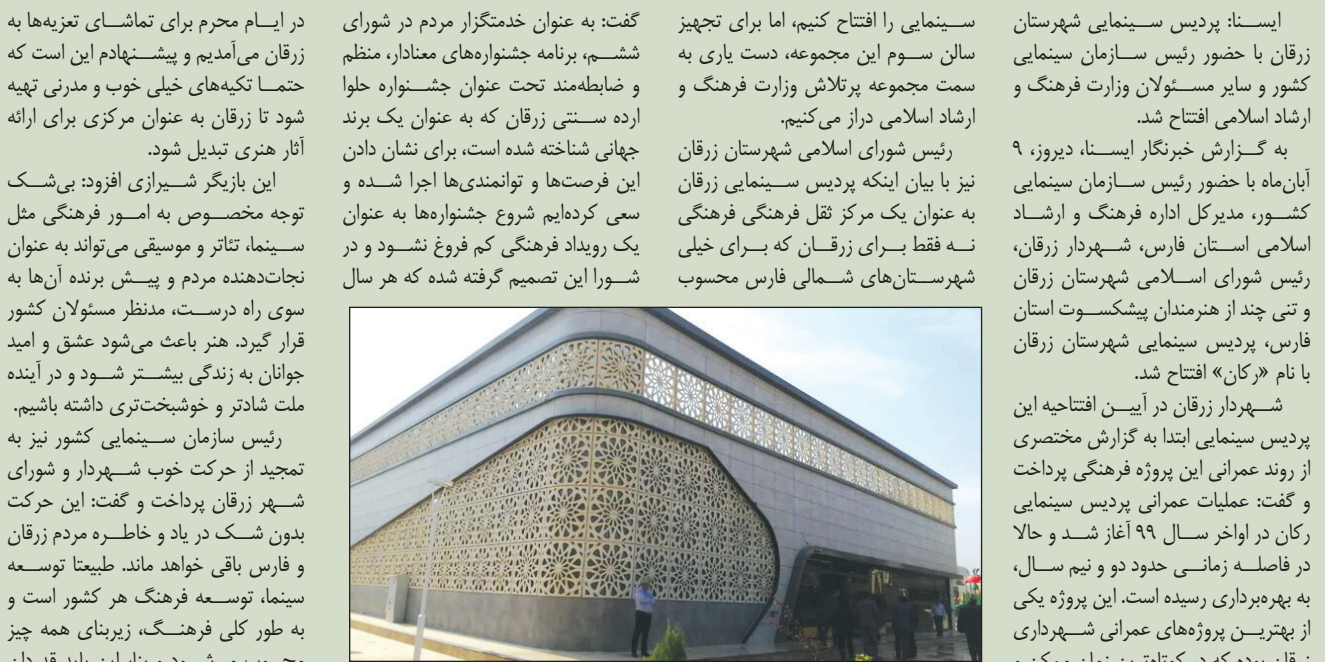 ایسنا: پردیس سینمایی شهرستان
زرقان با حضور رئیس سازمان سینمایی
کشور و سایر مسئولان وزارت فرهنگ و
ارشاد اسلامی افتتاح شد.
به گزارش خبرنگار ایسنا، دیروز، ۹
آبان‌ماه با حضور رئیس سازمان سینمایی
کشور، مدیرکل اداره فرهنگ و ارشاد
اسلامی استان فارس، شهردار زرقان،
رئیس شورای اسلامی شهرستان زرقان
و تنی چند از هنرمندان پیشکسوت استان
فارس، پردیس سینمایی شهرستان زرقان
با نام «رکان» افتتاح شد.
شهردار زرقان در آیین افتتاحیه این
پردیس سینمایی ابتدا به گزارش مختصری
از روند عمرانی این پروژه فرهنگی پرداخت
و گفت: عملیات عمرانی پردیس سینمایی
رکان در اواخر سال ۹۹ آغاز شد و حالا
در فاصله زمانی حدود دو و نیم سال،
به بهره‌برداری رسیده است. این پروژه یکی
از بهترین پروژه‌های عمرانی شهرداری
زرقان بوده که در کوتاه‌ترین زمان ممکن و
سینمایی را افتتاح کنیم، اما برای تجهیز
سالن سوم این مجموعه، دست یاری به
سمت مجموعه پرتلاش وزارت فرهنگ و
ارشاد اسلامی دراز می‌کنیم.
رئیس شورای اسلامی شهرستان زرقان
نیز با بیان اینکه پردیس سینمایی زرقان
به عنوان یک مرکز ثقل فرهنگی فرهنگی
نه فقط برای زرقان که برای خیلی
شهرستان‌های شمالی فارس محسوب
گفت: به عنوان خدمتگزار مردم در شورای
ششم، برنامه جشنواره‌های معنادار، منظم
و ضابطه‌مند تحت عنوان جشنواره حلوا
ارده سنتی زرقان که به عنوان یک برند
جهانی شناخته شده است، برای نشان دادن
این فرصت‌ها و توانمندی‌ها اجرا شده و
سعی کرده‌ایم شروع جشنواره‌ها به عنوان
یک رویداد فرهنگی کم فروغ نشود و در
شورا این تصمیم گرفته شده که هر سال
در ایام محرم برای تماشای تعزیه‌ها به
زرقان می‌آمدیم و پیشنهادم این است که
حتما تکیه‌های خیلی خوب و مدرنی تهیه
شود تا زرقان به عنوان مرکزی برای ارائه
آثار هنری تبدیل شود.
این بازیگر شیرازی افزود: بی‌شک
توجه مخصوص به امور فرهنگی مثل
سینما، تئاتر و موسیقی می‌تواند به عنوان
نجات‌دهنده مردم و پیش برنده آن‌ها به
سوی راه درست، مدنظر مسئولان کشور
قرار گیرد. هنر باعث می‌شود عشق و امید
جوانان به زندگی بیشتر شود و در آینده
ملت شادتر و خوشبخت‌تری داشته باشیم.
رئیس سازمان سینمایی کشور نیز به
تمجید از حرکت خوب شهردار و شورای
شهر زرقان پرداخت و گفت: این حرکت
بدون شک در یاد و خاطره مردم زرقان
و فارس باقی خواهد ماند. طبیعتا توسعه
سینما، توسعه فرهنگ هر کشور است و
به طور کلی فرهنگ، زیربنای همه چیز
محسوب می‌شود و بنابراین باید قدردان